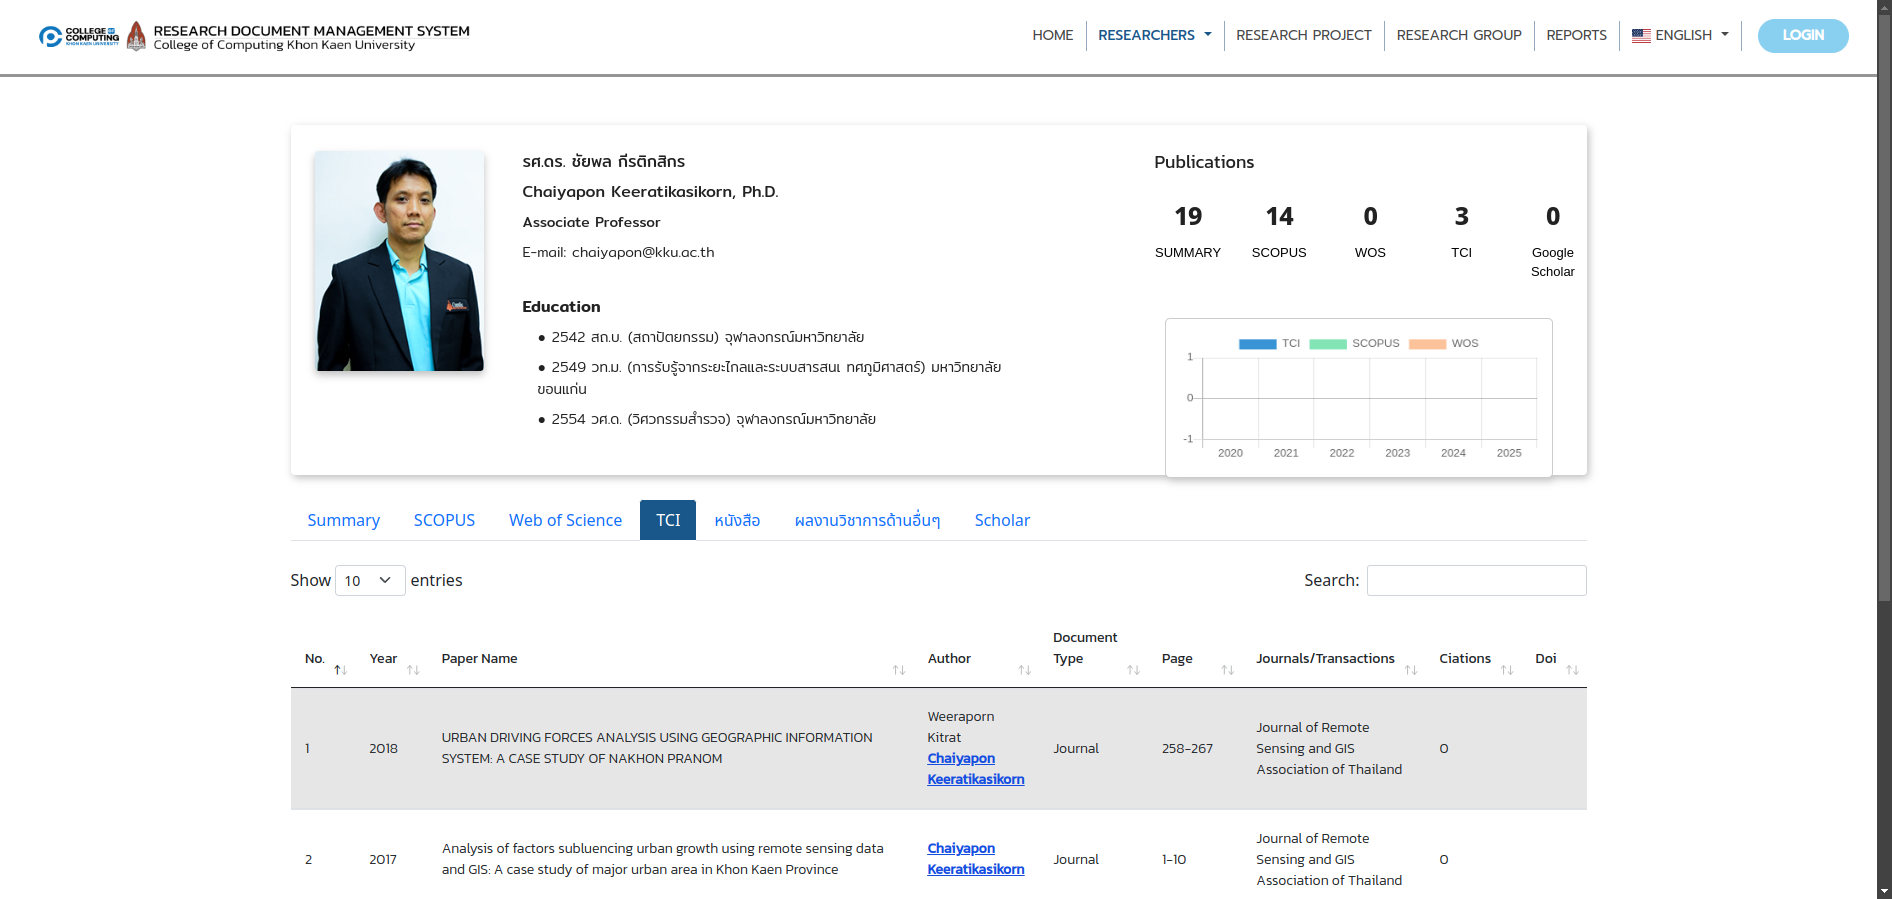 COLLEGE OF
COMPUTING
KHON KAEN UNIVERSITY
RESEARCH DOCUMENT MANAGEMENT SYSTEM
College of Computing Khon Kaen University
HOME
RESEARCHERS
RESEARCH PROJECT
RESEARCH GROUP
REPORTS
ENGLISH
LOGIN
รศ.ดร. ชัยพล กีรติกสิกร
Chaiyapon Keeratikasikorn, Ph.D.
Associate Professor
E-mail: chaiyapon@kku.ac.th
Education
● 2542 สถ.บ. (สถาปัตยกรรม) จุฬาลงกรณ์มหาวิทยาลัย
● 2549 วท.ม. (การรับรู้จากระยะไกลและระบบสารสนเ ทศภูมิศาสตร์) มหาวิทยาลัย
ขอนแก่น
● 2554 วศ.ด. (วิศวกรรมสำรวจ) จุฬาลงกรณ์มหาวิทยาลัย
Publications
19 14 0 3 0
SUMMARY SCOPUS WOS TCI Google
Scholar
TCI SCOPUS WOS
1
0
-1
2020 2021 2022 2023 2024 2025
Summary SCOPUS Web of Science TCI หนังสือ ผลงานวิชาการด้านอื่นๆ Scholar
Show 10 entries
Search:
No. Year Paper Name Author Document
Type Page Journals/Transactions Ciations Doi
1
2018
URBAN DRIVING FORCES ANALYSIS USING GEOGRAPHIC INFORMATION
SYSTEM: A CASE STUDY OF NAKHON PRANOM
Weeraporn
Kitrat
Chaiyapon
Keeratikasikorn
Journal
258-267
Journal of Remote
Sensing and GIS
Association of Thailand
0
2
2017
Analysis of factors subluencing urban growth using remote sensing data
and GIS: A case study of major urban area in Khon Kaen Province
Chaiyapon
Keeratikasikorn
Journal
1-10
Journal of Remote
Sensing and GIS
Association of Thailand
0